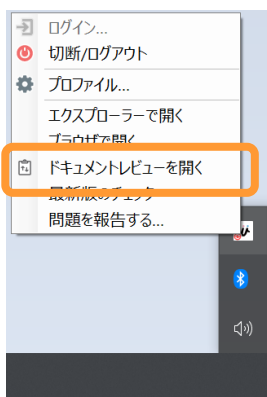 ログイン...
切断/ログアウト
プロファイル...
エクスプローラーで開く
ブラウザで開く
ドキュメントレビューを開く
最新版のチェック
問題を報告する...